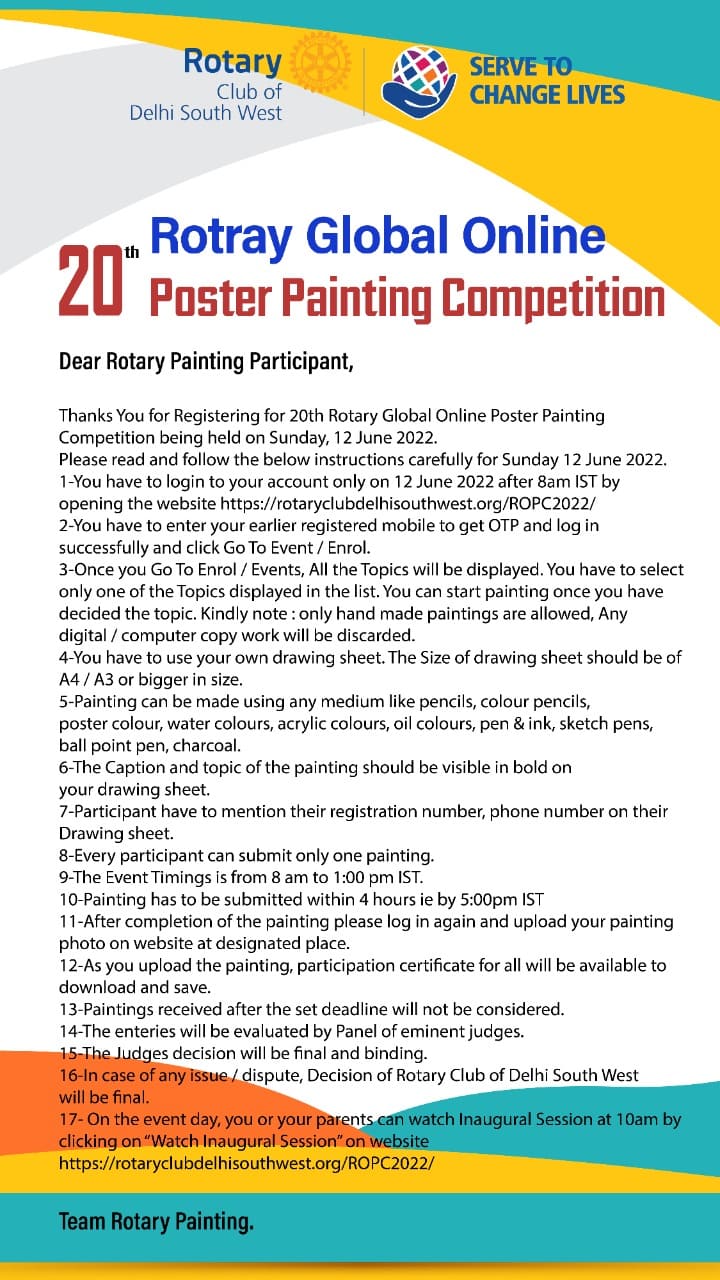 Rotary
Club of
Delhi South West
SERVE TO
CHANGE LIVES
20th Rotray Global Online
Poster Painting Competition
Dear Rotary Painting Participant,
Thanks You for Registering for 20th Rotary Global Online Poster Painting
Competition being held on Sunday, 12 June 2022.
Please read and follow the below instructions carefully for Sunday 12 June 2022.
1-You have to login to your account only on 12 June 2022 after 8am IST by
opening the website https://rotaryclubdelhisouthwest.org/ROPC2022/
2-You have to enter your earlier registered mobile to get OTP and log in
successfully and click Go To Event / Enrol.
3-Once you Go To Enrol / Events, All the Topics will be displayed. You have to select
only one of the Topics displayed in the list. You can start painting once you have
decided the topic. Kindly note : only hand made paintings are allowed, Any
digital / computer copy work will be discarded.
4-You have to use your own drawing sheet. The Size of drawing sheet should be of
A4 / A3 or bigger in size.
5-Painting can be made using any medium like pencils, colour pencils,
poster colour, water colours, acrylic colours, oil colours, pen & ink, sketch pens,
ball point pen, charcoal.
6-The Caption and topic of the painting should be visible in bold on
your drawing sheet.
7-Participant have to mention their registration number, phone number on their
Drawing sheet.
8-Every participant can submit only one painting.
9-The Event Timings is from 8 am to 1:00 pm IST.
10-Painting has to be submitted within 4 hours ie by 5:00pm IST
11-After completion of the painting please log in again and upload your painting
photo on website at designated place.
12-As you upload the painting, participation certificate for all will be available to
download and save.
13-Paintings received after the set deadline will not be considered.
14-The enteries will be evaluated by Panel of eminent judges.
15-The Judges decision will be final and binding.
16-In case of any issue / dispute, Decision of Rotary Club of Delhi South West
will be final.
17- On the event day, you or your parents can watch Inaugural Session at 10am by
clicking on “Watch Inaugural Session” on website
https://rotaryclubdelhisouthwest.org/ROPC2022/
Team Rotary Painting.